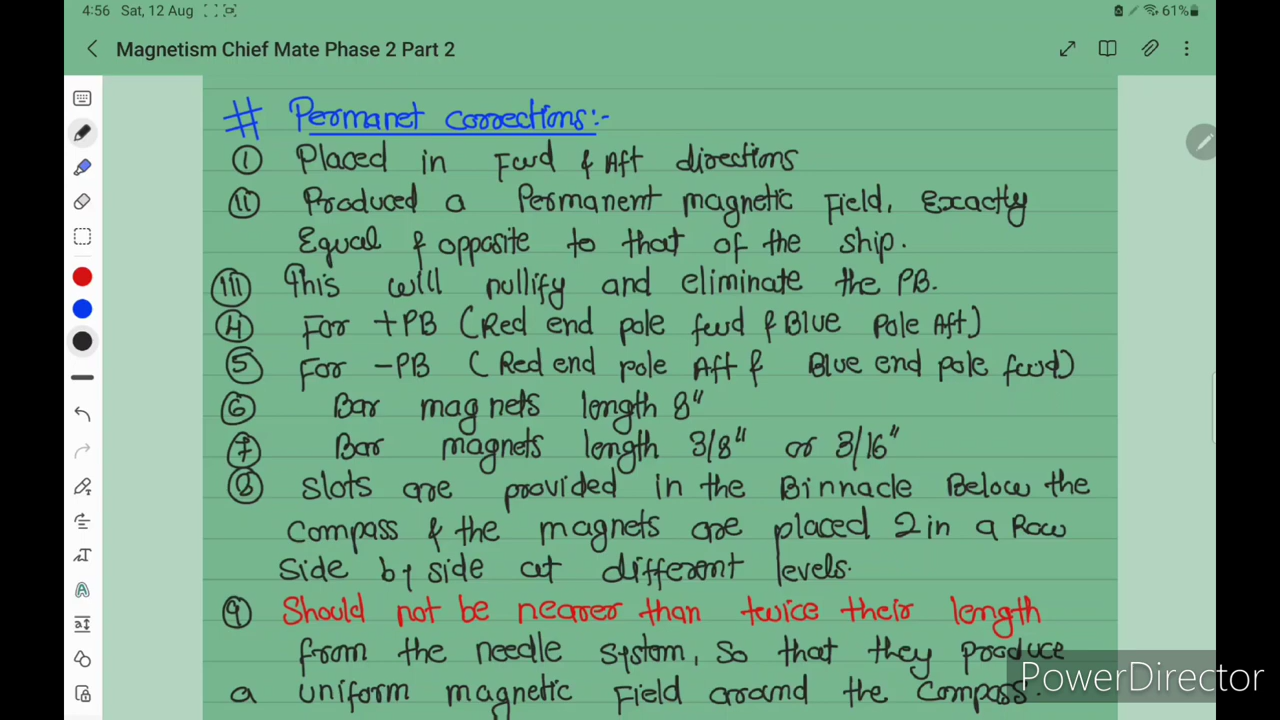 4:56 Sat, 12 Aug
61%
Magnetism Chief Mate Phase 2 Part 2
# Permanet corrections:-
① Placed in Fwd & Aft directions
⑪ Produced a Permanent magnetic Field, Exactly
Equal & opposite to that of the ship.
⑪I This will nullify and eliminate the PB.
④ For +PB (Red end pole fwd & Blue Pole Aft)
⑤ For -PB (Red end pole Aft & Blue end pole fwd)
⑥ Bar magnets length 8"
⑦ Bar magnets length 3/8" or 3/16"
⑧ Slots are provided in the Binnacle Below the
Compass & the magnets are placed 2 in a Row
Side by side at different levels.
⑨ Should not be nearer than twice their length
from the needle system, so that they produce
a uniform magnetic Field around the Compass.
PowerDirector